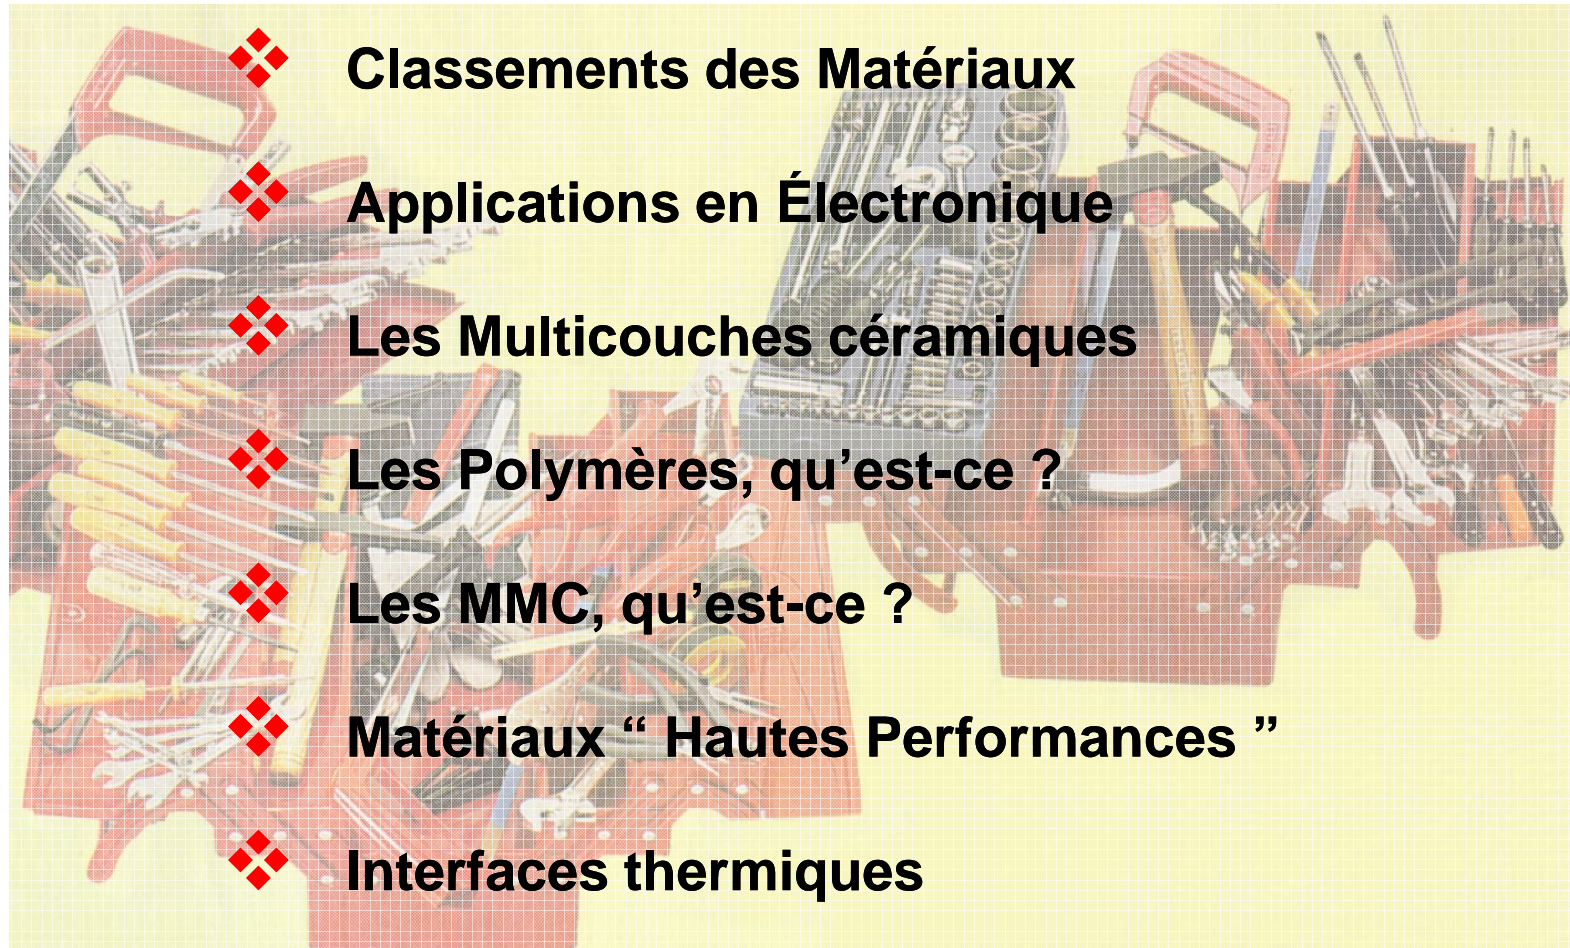 Classements des Matériaux
Applications en Électronique
Les Multicouches céramiques
Les Polymères, qu’est-ce ?
Les MMC, qu’est-ce ?
Matériaux “ Hautes Performances ”
Interfaces thermiques